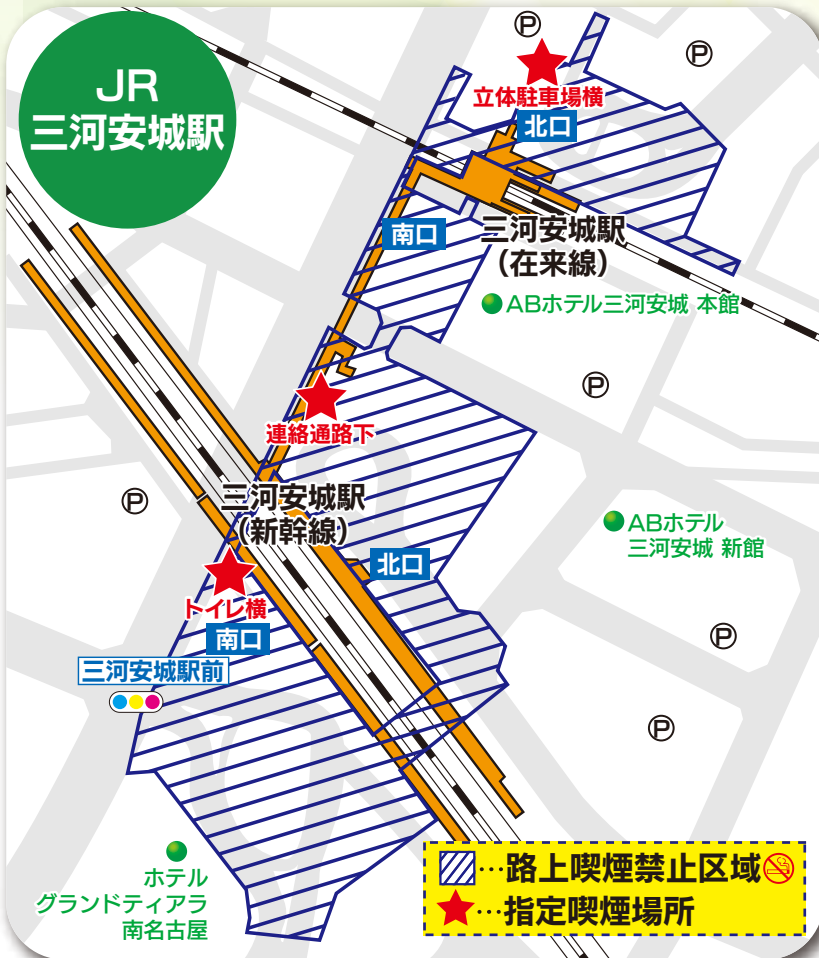 JR
三河安城駅
Ⓟ
Ⓟ
立体駐車場横
北口
南口
三河安城駅
(在来線)
ABホテル三河安城 本館
Ⓟ
連絡通路下
三河安城駅
(新幹線)
Ⓟ
ABホテル
三河安城 新館
北口
トイレ横
南口
Ⓟ
三河安城駅前
Ⓟ
ホテル
グランドティアラ
南名古屋
…路上喫煙禁止区域
…指定喫煙場所